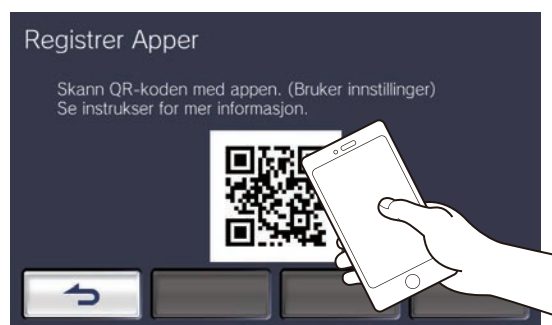 Registrer Apper
Skann QR-koden med appen. (Bruker innstillinger)
Se instrukser for mer informasjon.